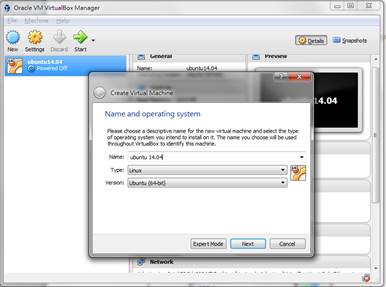 Oracle VM VirtualBox Manager
File Machine Help
New Settings Discard Start
Details Snapshots
ubuntu14.04
Powered Off
General
Name: ubuntu14.04
Preview
Create Virtual Machine
Name and operating system
Please choose a descriptive name for the new virtual machine and select the type
of operating system you intend to install on it. The name you choose will be used
throughout VirtualBox to identify this machine.
Name: ubuntu 14.04
Type: Linux
Version: Ubuntu (64-bit)
Expert Mode Next Cancel
Network